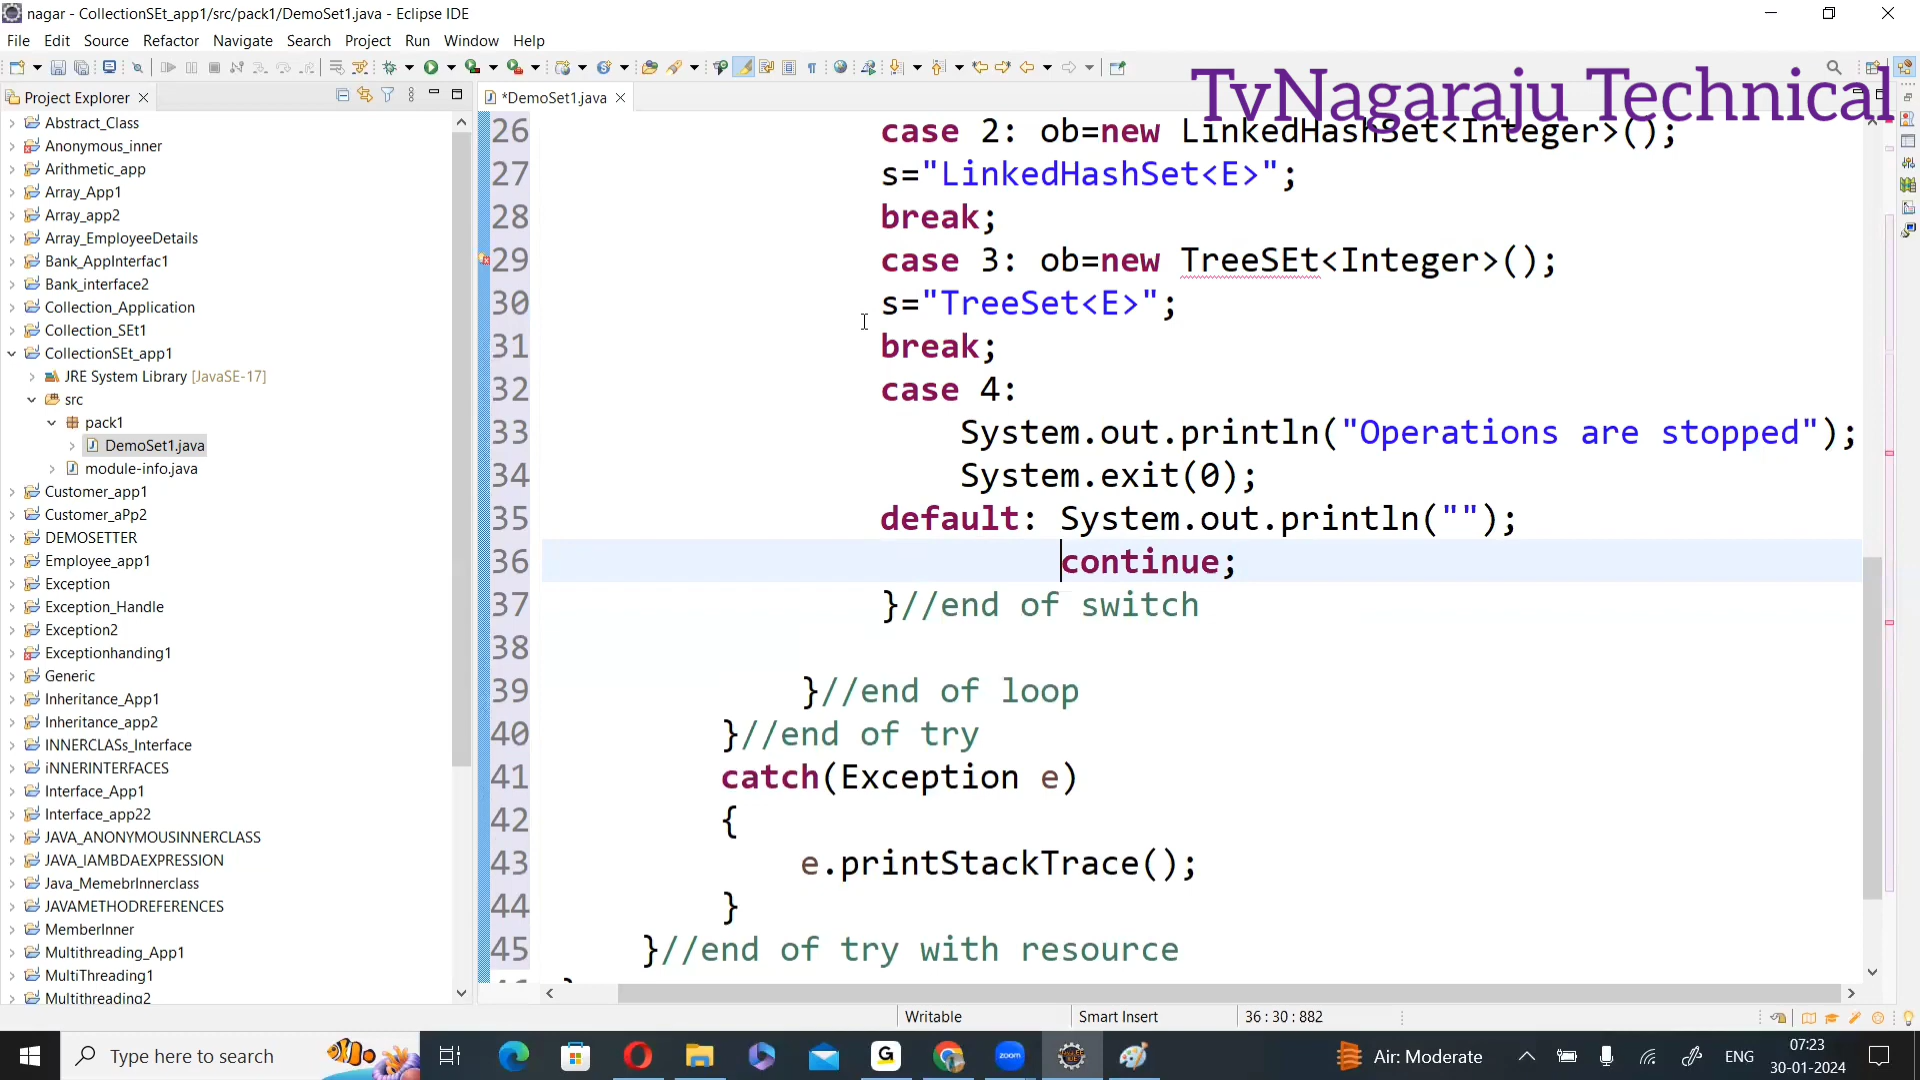 nagar - CollectionSEt_app1/src/pack1/DemoSet1.java - Eclipse IDE
File Edit Source Refactor Navigate Search Project Run Window Help
TvNagaraju Technical
Project Explorer
Abstract_Class
Anonymous_inner
Arithmetic_app
Array_App1
Array_app2
Array_EmployeeDetails
Bank_AppInterfac1
Bank_interface2
Collection_Application
Collection_SEt1
CollectionSEt_app1
JRE System Library [JavaSE-17]
src
pack1
DemoSet1.java
module-info.java
Customer_app1
Customer_aPp2
DEMOSETTER
Employee_app1
Exception
Exception_Handle
Exception2
Exceptionhanding1
Generic
Inheritance_App1
Inheritance_app2
INNERCLASs_Interface
iNNERINTERFACES
Interface_App1
Interface_app22
JAVA_ANONYMOUSINNERCLASS
JAVA_lAMBDAEXPRESSION
Java_MemebrInnerclass
JAVAMETHODREFERENCES
MemberInner
Multithreading_App1
MultiThreading1
Multithreading2
*DemoSet1.java
26 case 2: ob=new LinkedHashSet<Integer>();
27 s="LinkedHashSet<E>";
28 break;
29 case 3: ob=new TreeSEt<Integer>();
30 s="TreeSet<E>";
31 break;
32 case 4:
33 System.out.println("Operations are stopped");
34 System.exit(0);
35 default: System.out.println("");
36 continue;
37 }//end of switch
38
39 }//end of loop
40 }//end of try
41 catch(Exception e)
42 {
43 e.printStackTrace();
44 }
45 }//end of try with resource
Writable Smart Insert 36 : 30 : 882
Type here to search
zoom
Air: Moderate
ENG
07:23
30-01-2024